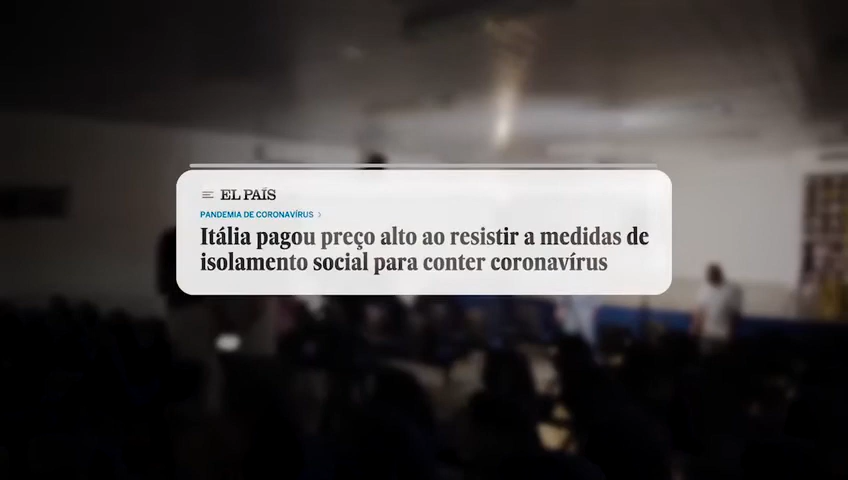 EL PAÍS
PANDEMIA DE CORONAVÍRUS >
Itália pagou preço alto ao resistir a medidas de
isolamento social para conter coronavírus